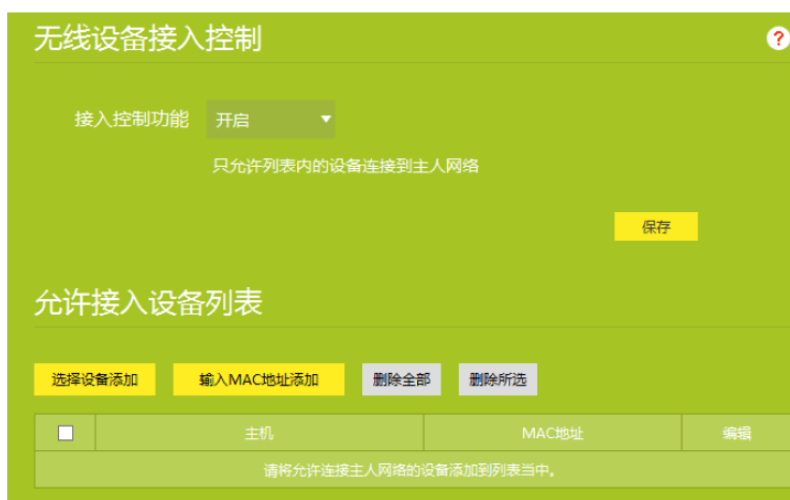 无线设备接入控制
?
接入控制功能 开启
只允许列表内的设备连接到主人网络
保存
允许接入设备列表
选择设备添加 输入MAC地址添加 删除全部 删除所选
主机 MAC地址 编辑
请将允许连接主人网络的设备添加到列表当中。